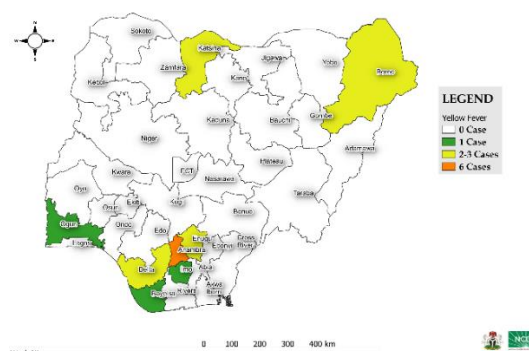 Sokoto
Katsina
Jigawa
Yobe
Borno
Zamfara
Kano
Kebbi
Kaduna
Bauchi
Gombe
Adamawa
Niger
Plateau
FCT
Nasarawa
Kwara
Taraba
Oyo
Osun
Ekiti
Kogi
Benue
Ogun
Ondo
Edo
Enugu
Ebonyi
Cross
River
Lagos
Anambra
Delta
Imo
Abia
Bayelsa
Rivers
Akwa
LEGEND
Yellow Fever
0 Case
1 Case
2-3 Cases
6 Cases
0 100 200 300 400 km